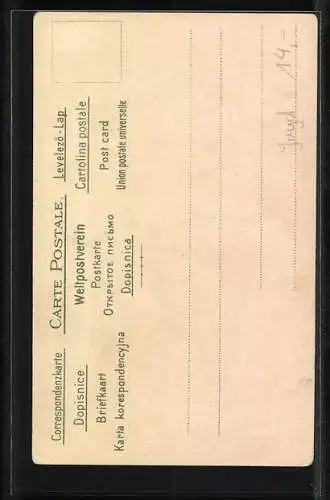 CARTE POSTALE.
Correspondenzkarte
Levelező-Lap
Dopisnice
Weltpostverein
Cartolina postale
Briefkaart
Postkarte
Post card
Karta korespondencyjna
ОТКРЫТОЕ ПИСЬМО
Union postale universelle
Dopisnica
14,-